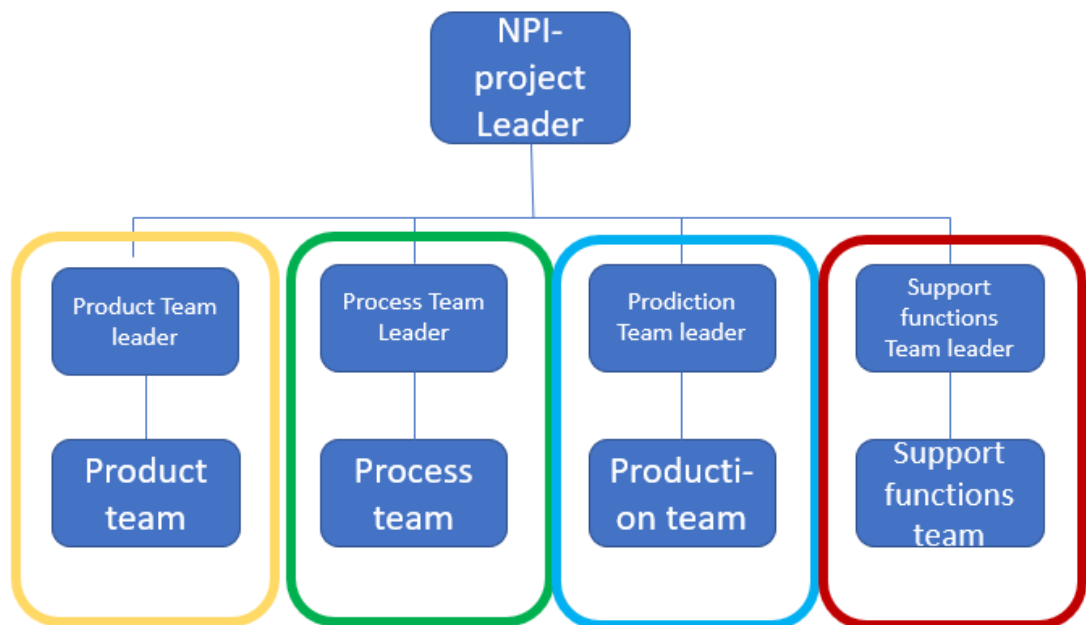 NPI-
project
Leader
Product Team
leader
Process Team
Leader
Prodiction
Team leader
Support
functions
Team leader
Product
team
Process
team
Producti-
on team
Support
functions
team